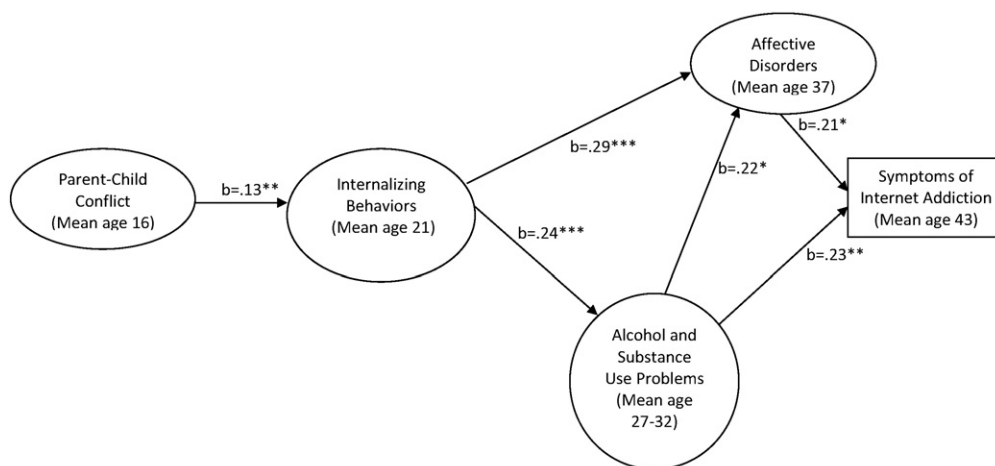 Affective
Disorders
(Mean age 37)
b=.21*
b=.29***
b=.22*
Parent-Child
Conflict
(Mean age 16)
b=.13**
Internalizing
Behaviors
(Mean age 21)
Symptoms of
Internet Addiction
(Mean age 43)
b=.24***
b=.23**
Alcohol and
Substance
Use Problems
(Mean age
27-32)